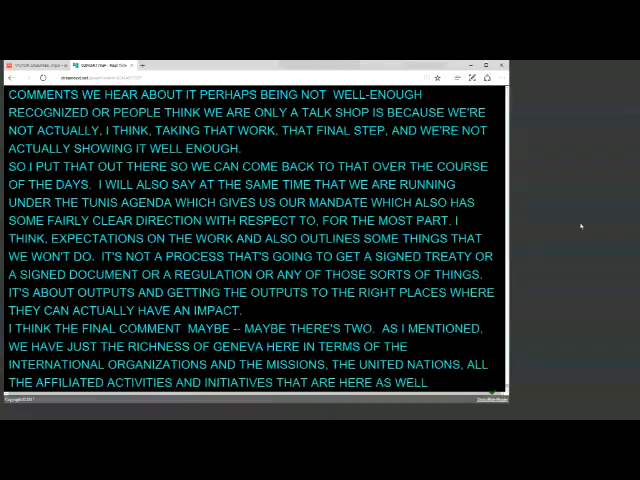 COMMENTS WE HEAR ABOUT IT PERHAPS BEING NOT WELL-ENOUGH
RECOGNIZED OR PEOPLE THINK WE ARE ONLY A TALK SHOP IS BECAUSE WE'RE
NOT ACTUALLY, I THINK, TAKING THAT WORK, THAT FINAL STEP, AND WE'RE NOT
ACTUALLY SHOWING IT WELL ENOUGH.
SO I PUT THAT OUT THERE SO WE CAN COME BACK TO THAT OVER THE COURSE
OF THE DAYS. I WILL ALSO SAY AT THE SAME TIME THAT WE ARE RUNNING
UNDER THE TUNIS AGENDA WHICH GIVES US OUR MANDATE WHICH ALSO HAS
SOME FAIRLY CLEAR DIRECTION WITH RESPECT TO, FOR THE MOST PART. I
THINK, EXPECTATIONS ON THE WORK AND ALSO OUTLINES SOME THINGS THAT
WE WON'T DO. IT'S NOT A PROCESS THAT'S GOING TO GET A SIGNED TREATY OR
A SIGNED DOCUMENT OR A REGULATION OR ANY OF THOSE SORTS OF THINGS.
IT'S ABOUT OUTPUTS AND GETTING THE OUTPUTS TO THE RIGHT PLACES WHERE
THEY CAN ACTUALLY HAVE AN IMPACT.
I THINK THE FINAL COMMENT MAYBE -- MAYBE THERE'S TWO. AS I MENTIONED,
WE HAVE JUST THE RICHNESS OF GENEVA HERE IN TERMS OF THE
INTERNATIONAL ORGANIZATIONS AND THE MISSIONS, THE UNITED NATIONS, ALL
THE AFFILIATED ACTIVITIES AND INITIATIVES THAT ARE HERE AS WELL